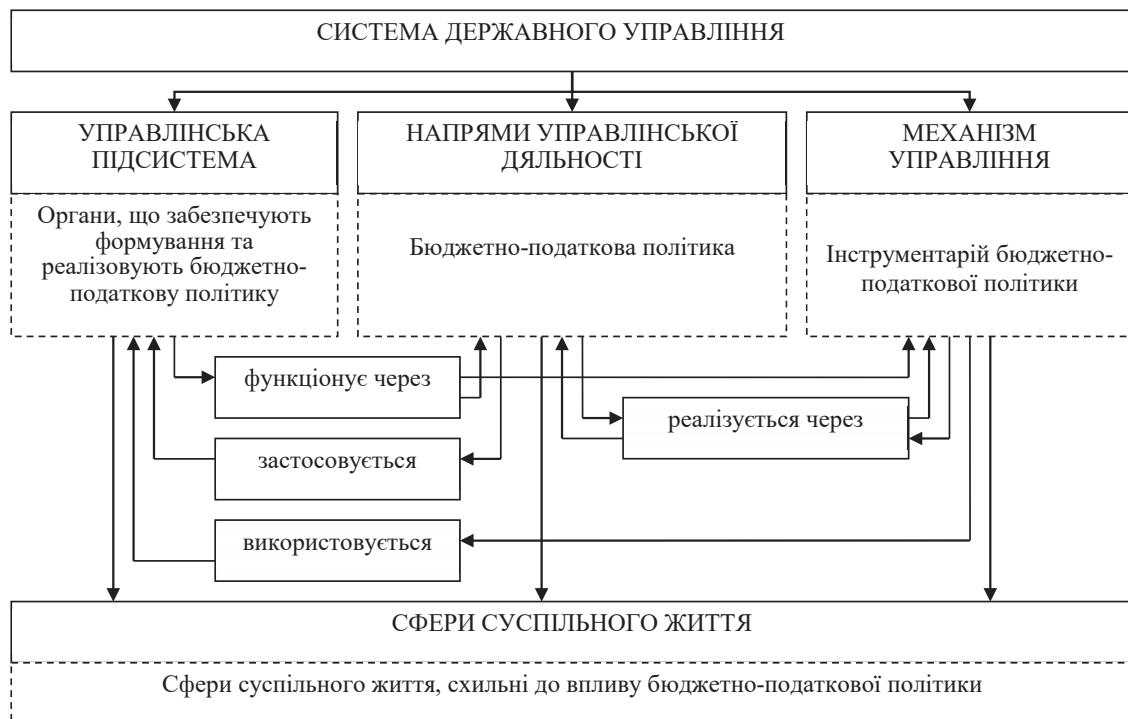 СИСТЕМА ДЕРЖАВНОГО УПРАВЛІННЯ
УПРАВЛІНСЬКА
ПІДСИСТЕМА
НАПРЯМИ УПРАВЛІНСЬКОЇ
ДЯЛЬНОСТІ
МЕХАНІЗМ
УПРАВЛІННЯ
Органи, що забезпечують
формування та
реалізовують бюджетно-
податкову політику
Бюджетно-податкова політика
Інструментарій бюджетно-
податкової політики
функціонує через
реалізується через
застосовується
використовується
СФЕРИ СУСПІЛЬНОГО ЖИТТЯ
Сфери суспільного життя, схильні до впливу бюджетно-податкової політики